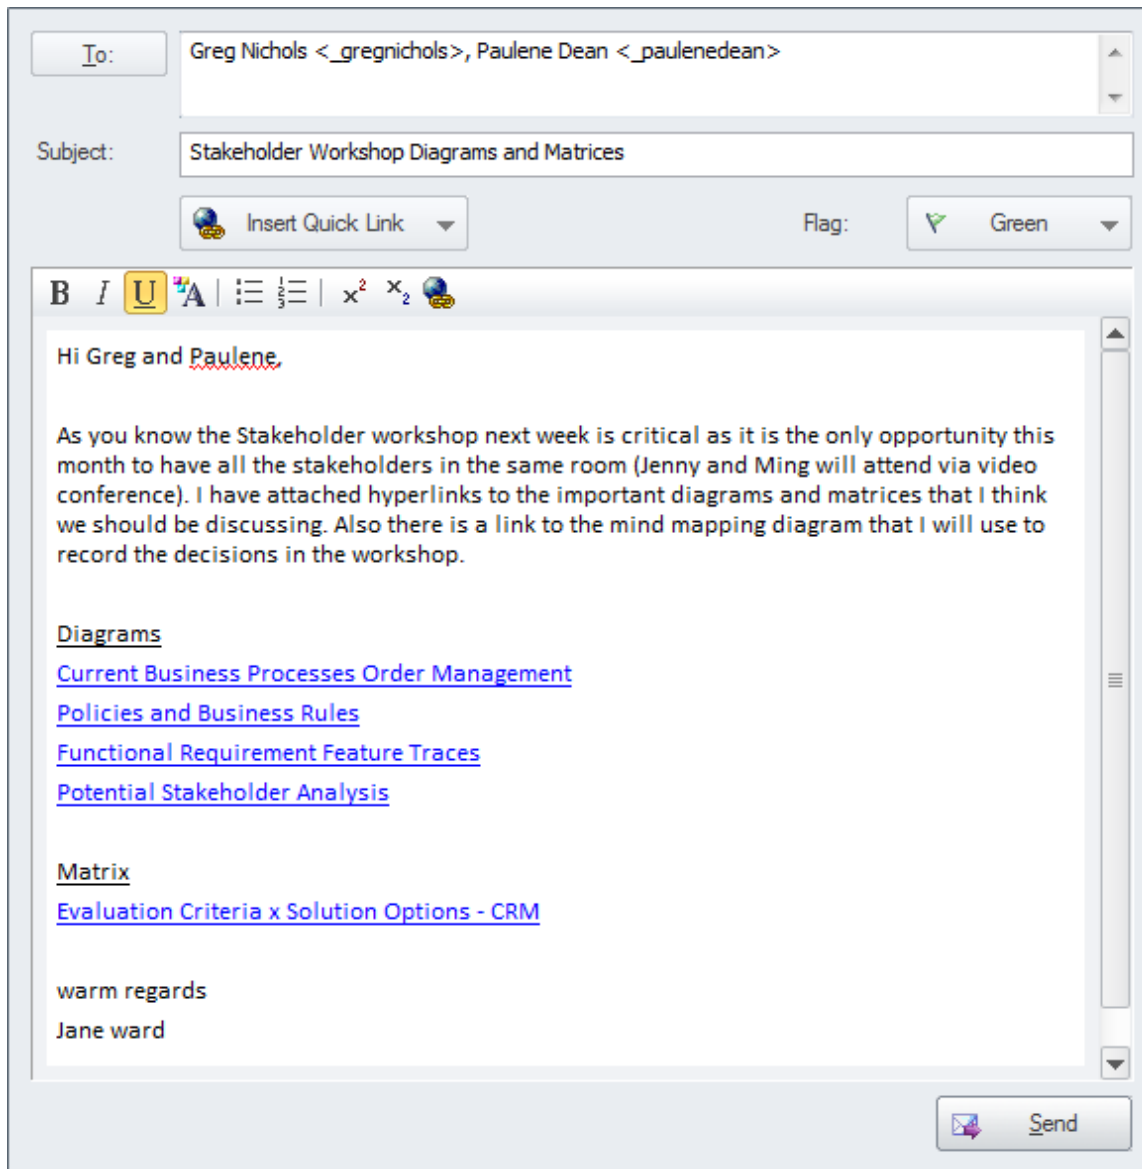 To: Greg Nichols <_gregnichols>, Paulene Dean <_paulenedean>
Subject: Stakeholder Workshop Diagrams and Matrices
Insert Quick Link Flag: Green
B I U A x² x₂
Hi Greg and Paulene,
As you know the Stakeholder workshop next week is critical as it is the only opportunity this
month to have all the stakeholders in the same room (Jenny and Ming will attend via video
conference). I have attached hyperlinks to the important diagrams and matrices that I think
we should be discussing. Also there is a link to the mind mapping diagram that I will use to
record the decisions in the workshop.
Diagrams
Current Business Processes Order Management
Policies and Business Rules
Functional Requirement Feature Traces
Potential Stakeholder Analysis
Matrix
Evaluation Criteria x Solution Options - CRM
warm regards
Jane ward
Send